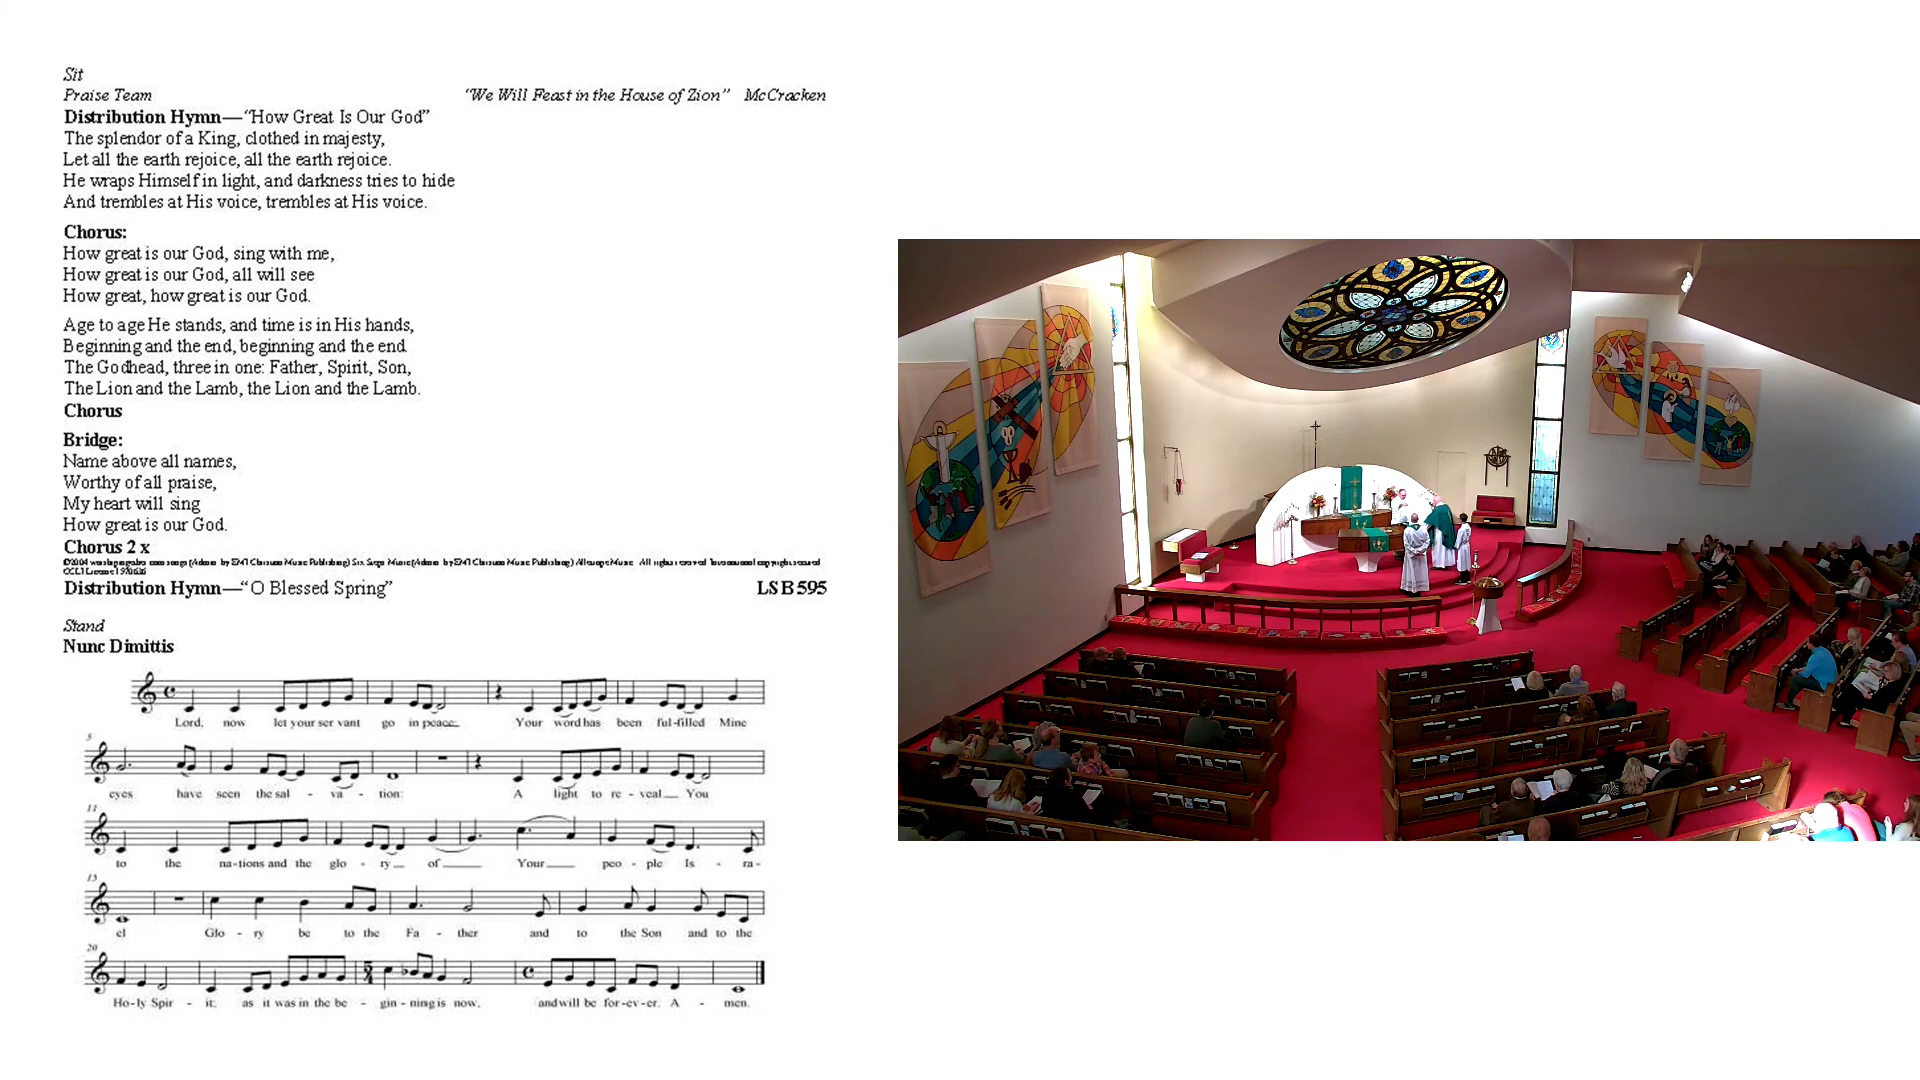 Sit
Praise Team “We Will Feast in the House of Zion” McCracken
Distribution Hymn—“How Great Is Our God”
The splendor of a King, clothed in majesty,
Let all the earth rejoice, all the earth rejoice.
He wraps Himself in light, and darkness tries to hide
And trembles at His voice, trembles at His voice.
Chorus:
How great is our God, sing with me,
How great is our God, all will see
How great, how great is our God.
Age to age He stands, and time is in His hands,
Beginning and the end, beginning and the end.
The Godhead, three in one: Father, Spirit, Son,
The Lion and the Lamb, the Lion and the Lamb.
Chorus
Bridge:
Name above all names,
Worthy of all praise,
My heart will sing
How great is our God.
Chorus 2 x
Distribution Hymn—“O Blessed Spring” LSB 595
Stand
Nunc Dimittis
Lord, now let your ser vant go in peace Your word has been ful-filled Mine
5
eyes have seen the sal - va - tion: A light to re - veal You
11
to the na-tions and the glo - ry of Your peo - ple Is - ra-
15
el Glo - ry be to the Fa - ther and to the Son and to the
20
Ho-ly Spir - it: as it was in the be - gin - ning is now, and will be for-ev-er. A - men.